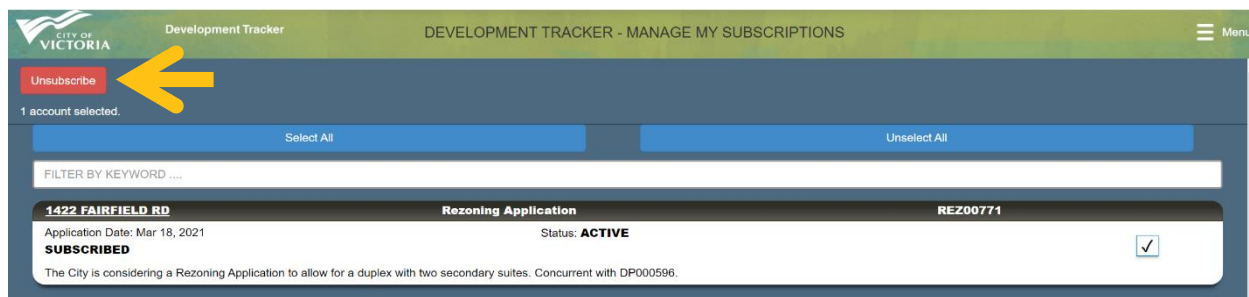 CITY OF
VICTORIA
Development Tracker
DEVELOPMENT TRACKER - MANAGE MY SUBSCRIPTIONS
Menu
Unsubscribe
1 account selected.
Select All
Unselect All
FILTER BY KEYWORD ....
1422 FAIRFIELD RD
Rezoning Application
REZ00771
Application Date: Mar 18, 2021
Status: ACTIVE
SUBSCRIBED
The City is considering a Rezoning Application to allow for a duplex with two secondary suites. Concurrent with DP000596.